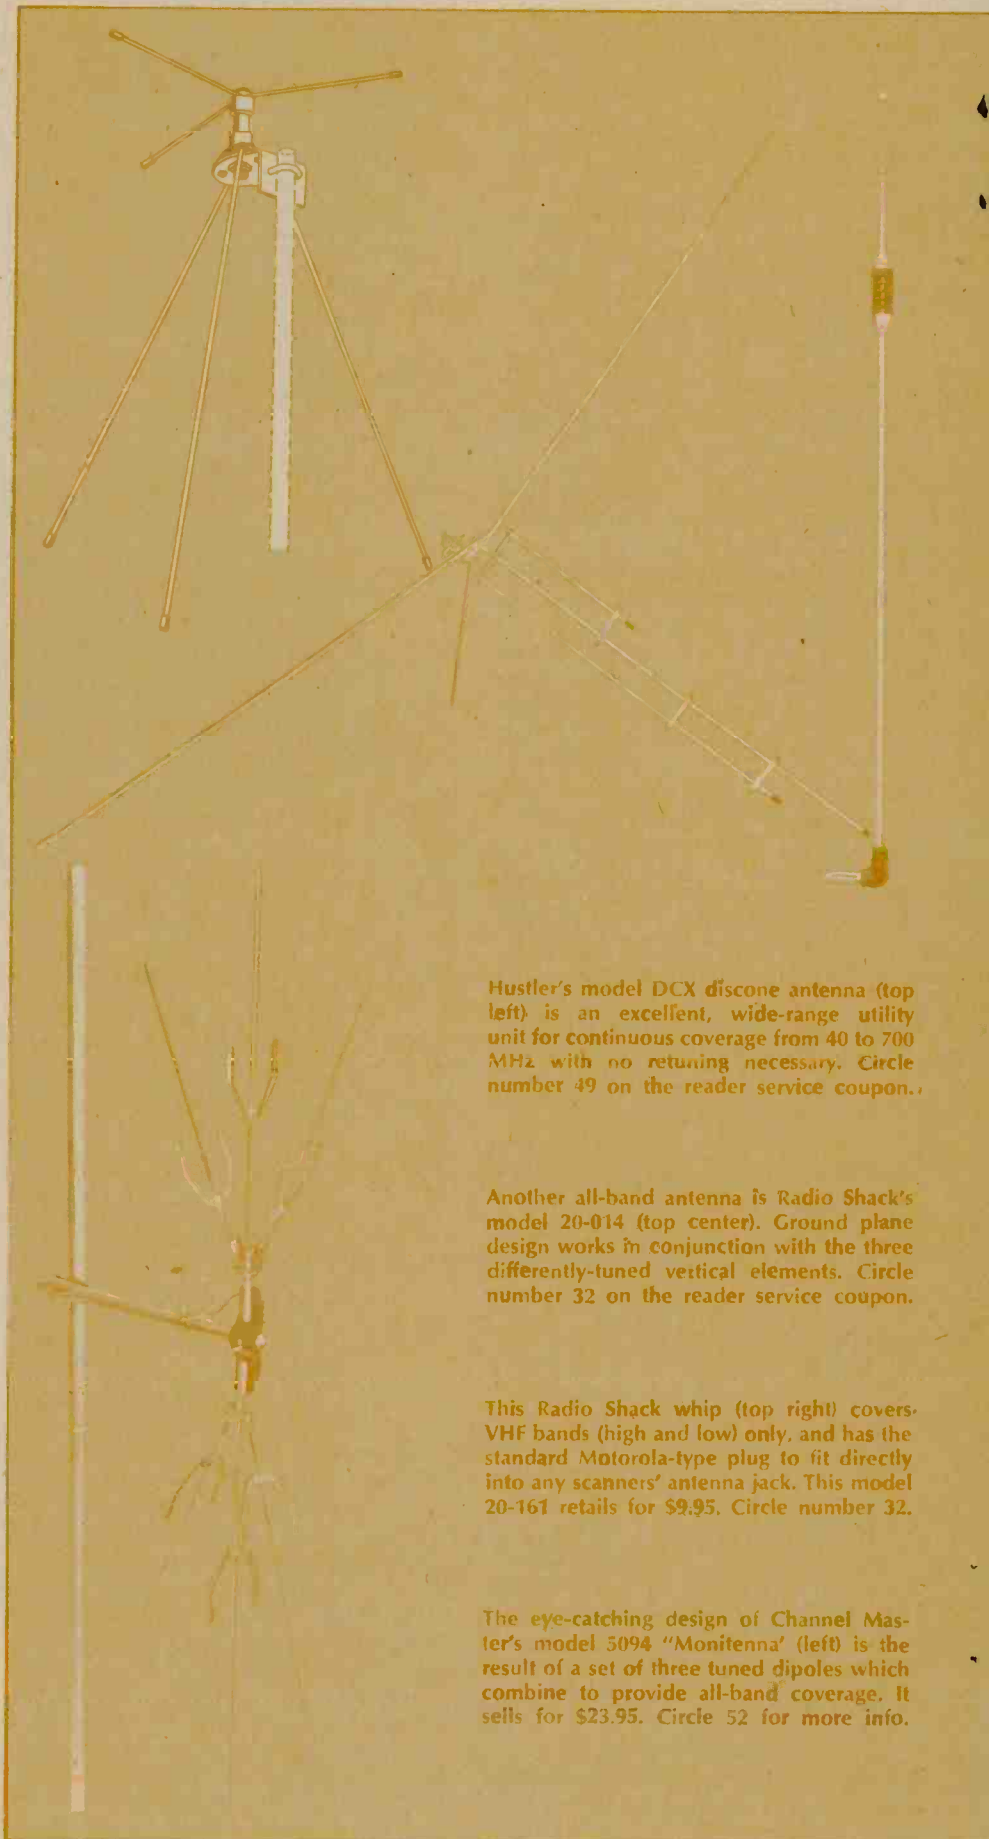 Hustler's model DCX discone antenna (top
left) is an excellent, wide-range utility
unit for continuous coverage from 40 to 700
MHz with no retuning necessary. Circle
number 49 on the reader service coupon.
Another all-band antenna is Radio Shack's
model 20-014 (top center). Ground plane
design works in conjunction with the three
differently-tuned vertical elements. Circle
number 32 on the reader service coupon.
This Radio Shack whip (top right) covers
VHF bands (high and low) only, and has the
standard Motorola-type plug to fit directly
into any scanners' antenna jack. This model
20-161 retails for $9.95. Circle number 32.
The eye-catching design of Channel Mas-
ter's model 5094 "Monitenna' (left) is the
result of a set of three tuned dipoles which
combine to provide all-band coverage. It
sells for $23.95. Circle 52 for more info.